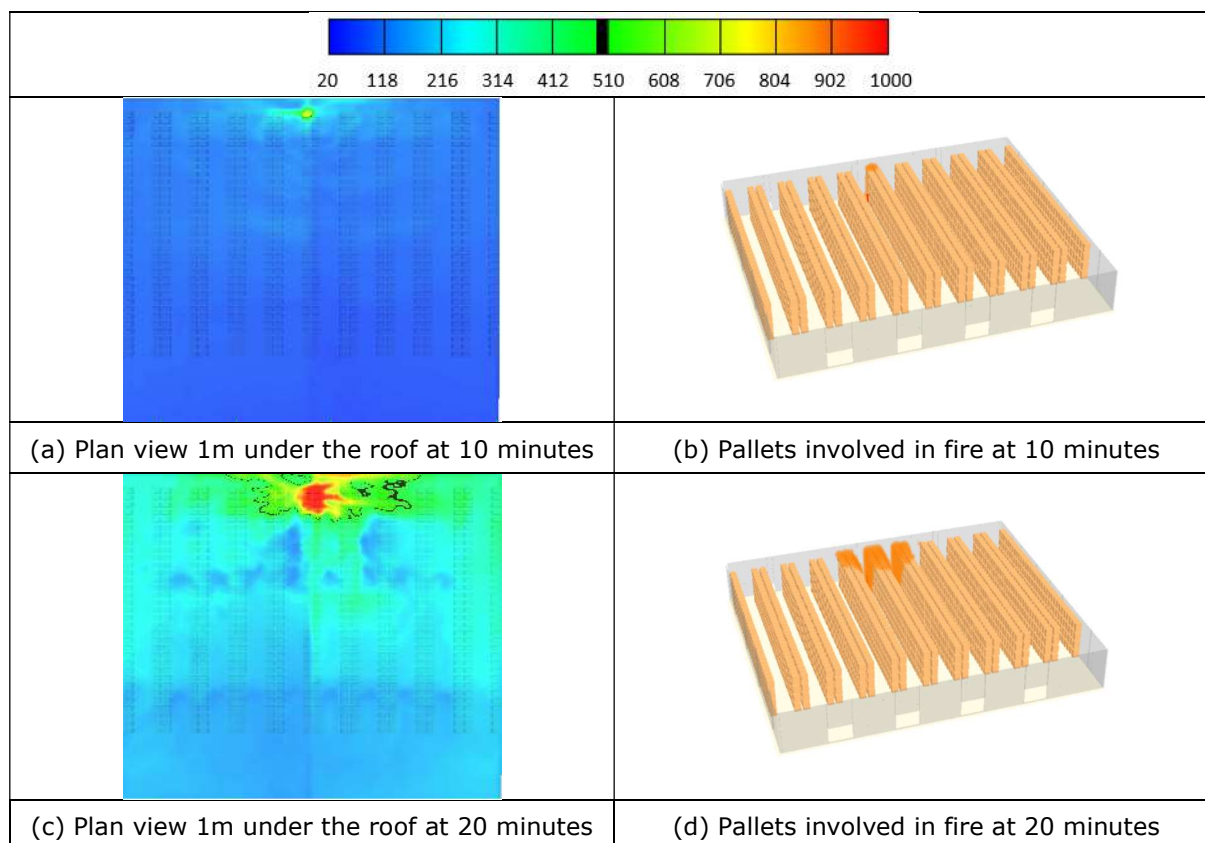 20 118 216 314 412 510 608 706 804 902 1000
(a) Plan view 1m under the roof at 10 minutes
(b) Pallets involved in fire at 10 minutes
(c) Plan view 1m under the roof at 20 minutes
(d) Pallets involved in fire at 20 minutes